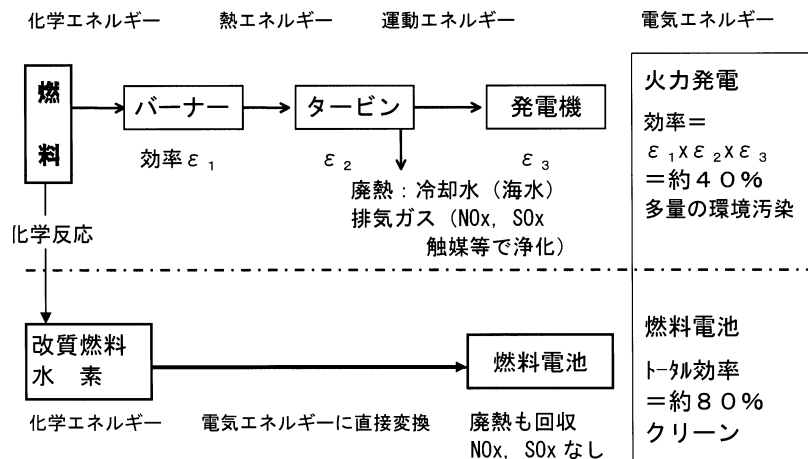 化学エネルギー　熱エネルギー　運動エネルギー　電気エネルギー
燃料
バーナー
タービン
発電機
火力発電
効率ε₁
ε₂
ε₃
効率＝
ε₁xε₂xε₃
＝約４０％
多量の環境汚染
廃熱：冷却水（海水）
排気ガス（NOx, SOx
触媒等で浄化）
化学反応
改質燃料
水　素
燃料電池
燃料電池
ﾄｰﾀﾙ効率
＝約８０％
クリーン
化学エネルギー
電気エネルギーに直接変換
廃熱も回収
NOx, SOx なし